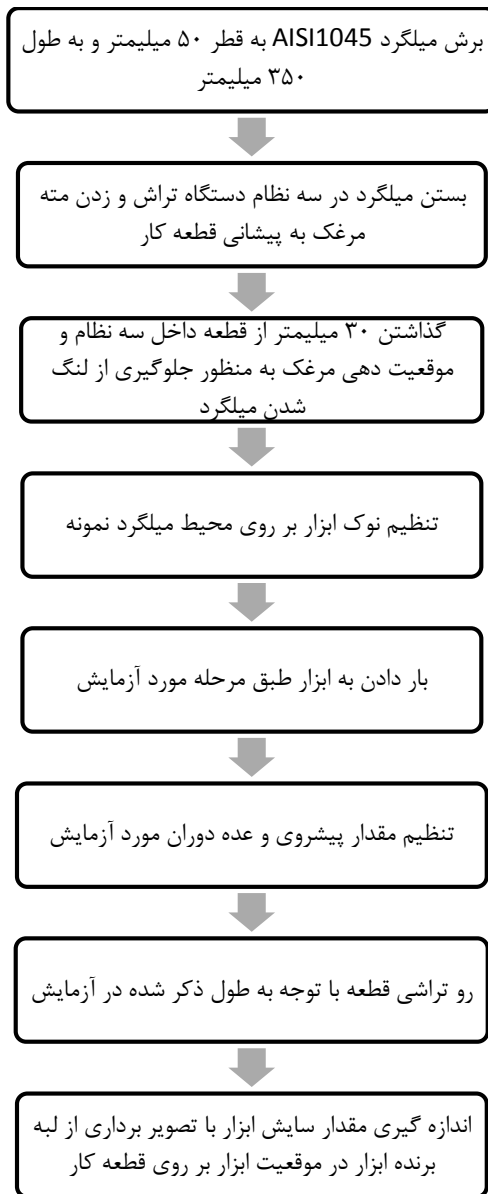 برش میلگرد AISI1045 به قطر ۵۰ میلیمتر و به طول
۳۵۰ میلیمتر
بستن میلگرد در سه نظام دستگاه تراش و زدن مته
مرغک به پیشانی قطعه کار
گذاشتن ۳۰ میلیمتر از قطعه داخل سه نظام و
موقعیت دهی مرغک به منظور جلوگیری از لنگ
شدن میلگرد
تنظیم نوک ابزار بر روی محیط میلگرد نمونه
بار دادن به ابزار طبق مرحله مورد آزمایش
تنظیم مقدار پیشروی و عده دوران مورد آزمایش
رو تراشی قطعه با توجه به طول ذکر شده در آزمایش
اندازه گیری مقدار سایش ابزار با تصویر برداری از لبه
برنده ابزار در موقعیت ابزار بر روی قطعه کار